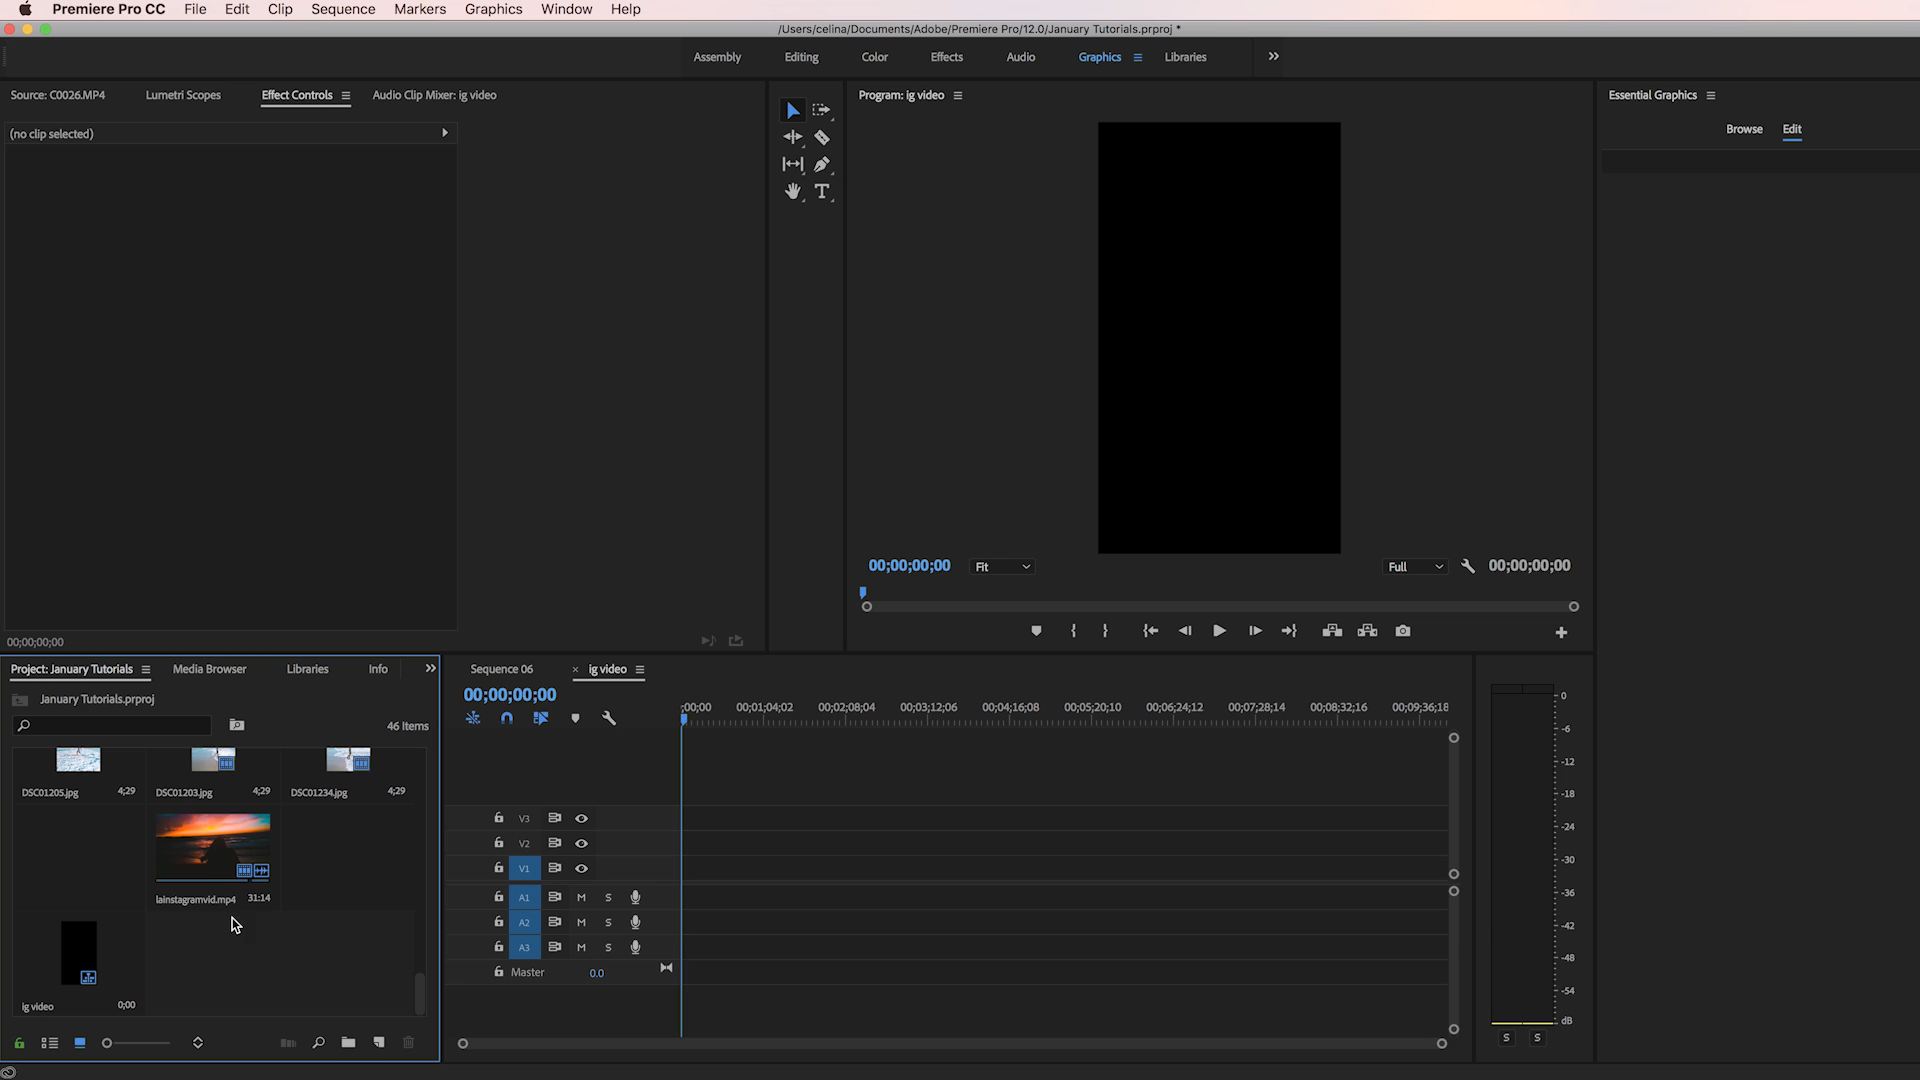 Premiere Pro CC File Edit Clip Sequence Markers Graphics Window Help
/Users/celina/Documents/Adobe/Premiere Pro/12.0/January Tutorials.prproj *
Assembly Editing Color Effects Audio Graphics Libraries
Source: C0026.MP4 Lumetri Scopes Effect Controls Audio Clip Mixer: ig video
Program: ig video
Essential Graphics
(no clip selected)
Browse Edit
00;00;00;00 Fit Full 00;00;00;00
00;00;00;00
Project: January Tutorials Media Browser Libraries Info
Sequence 06 × ig video
January Tutorials.prproj
00;00;00;00
46 Items
;00;00 00;01;04;02 00;02;08;04 00;03;12;06 00;04;16;08 00;05;20;10 00;06;24;12 00;07;28;14 00;08;32;16 00;09;36;18
DSC01205.jpg 4;29 DSC01203.jpg 4;29 DSC01234.jpg 4;29
lainstagramvid.mp4 31:14
ig video 0;00
V3
V2
V1
A1 M S
A2 M S
A3 M S
Master 0.0
0
-6
-12
-18
-24
-30
-36
-42
-48
-54
dB
S S